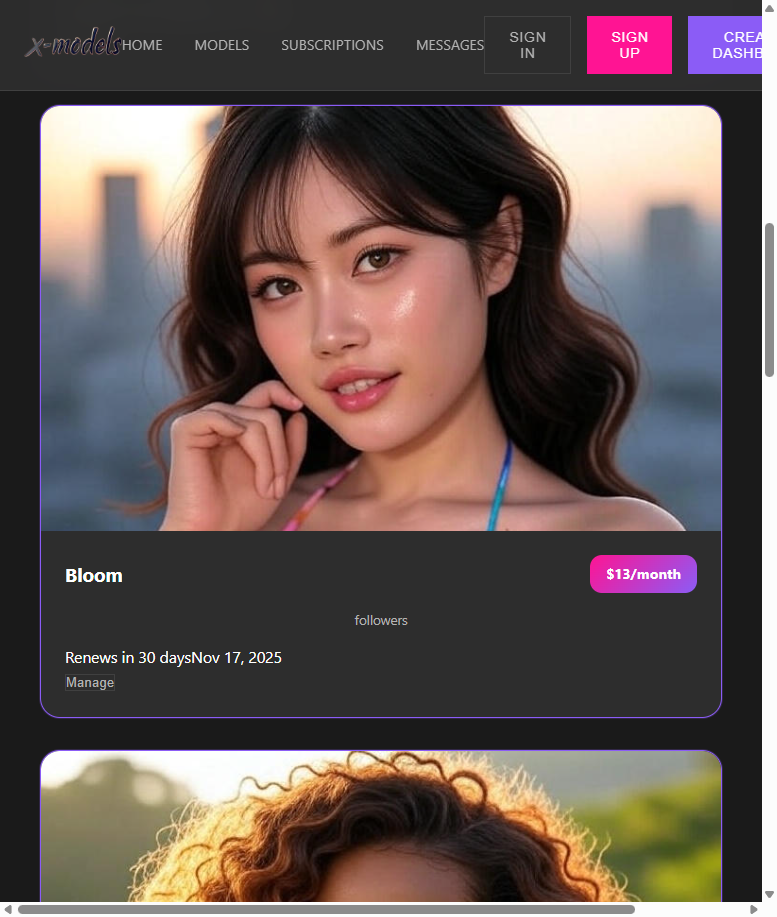 x-models HOME MODELS SUBSCRIPTIONS MESSAGES SIGN IN SIGN UP CREA DASHB
Bloom $13/month
followers
Renews in 30 daysNov 17, 2025
Manage